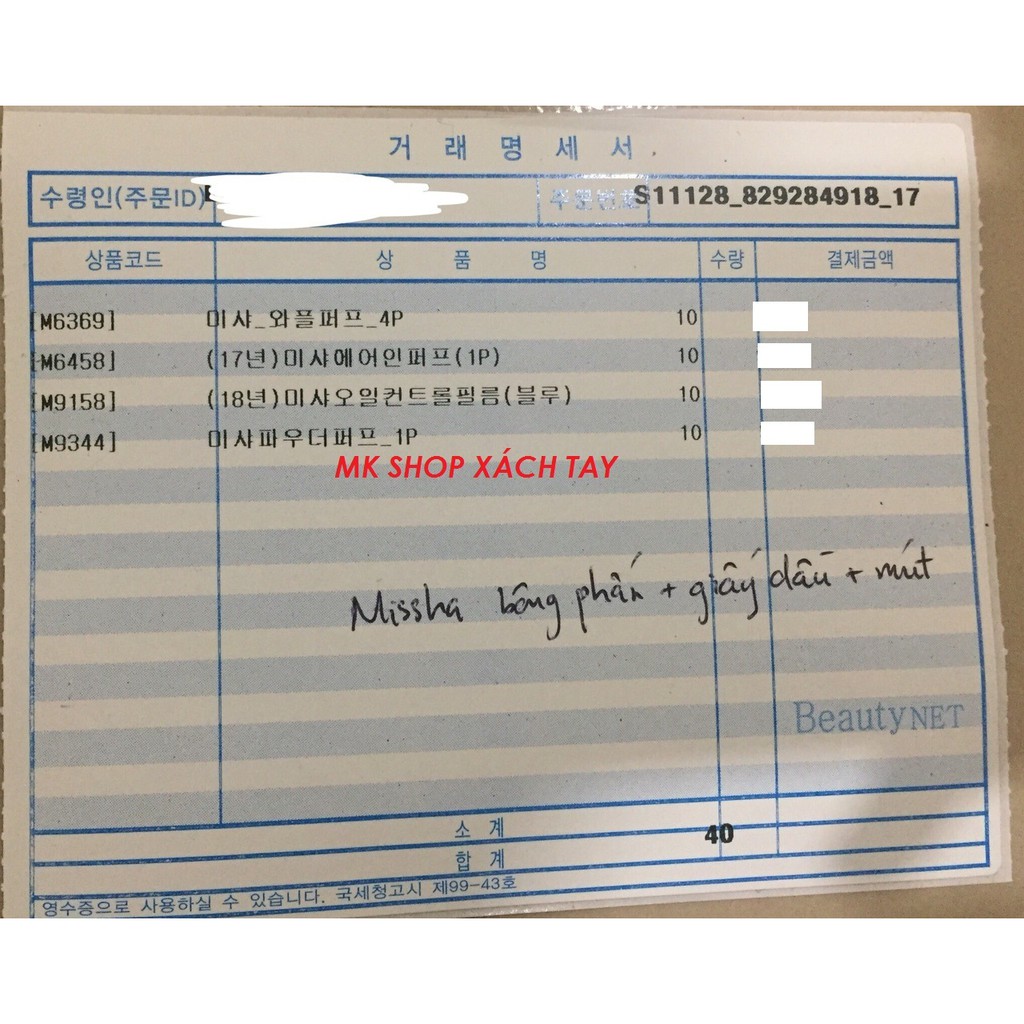 거 래 명 세 서
수령인(주문ID) 주문번호 S11128_829284918_17
상품코드 상 품 명 수량 결제금액
[M6369] 미샤_와플퍼프_4P 10
[M6458] (17년)미샤에어인퍼프(1P) 10
[M9158] (18년)미샤오일컨트롤필름(블루) 10
[M9344] 미샤파우더퍼프_1P 10
MK SHOP XÁCH TAY
Missha bông phấn + giấy dầu + mút
BeautyNET
소 계 40
합 계
영수증으로 사용하실 수 있습니다. 국세청고시 제99-43호